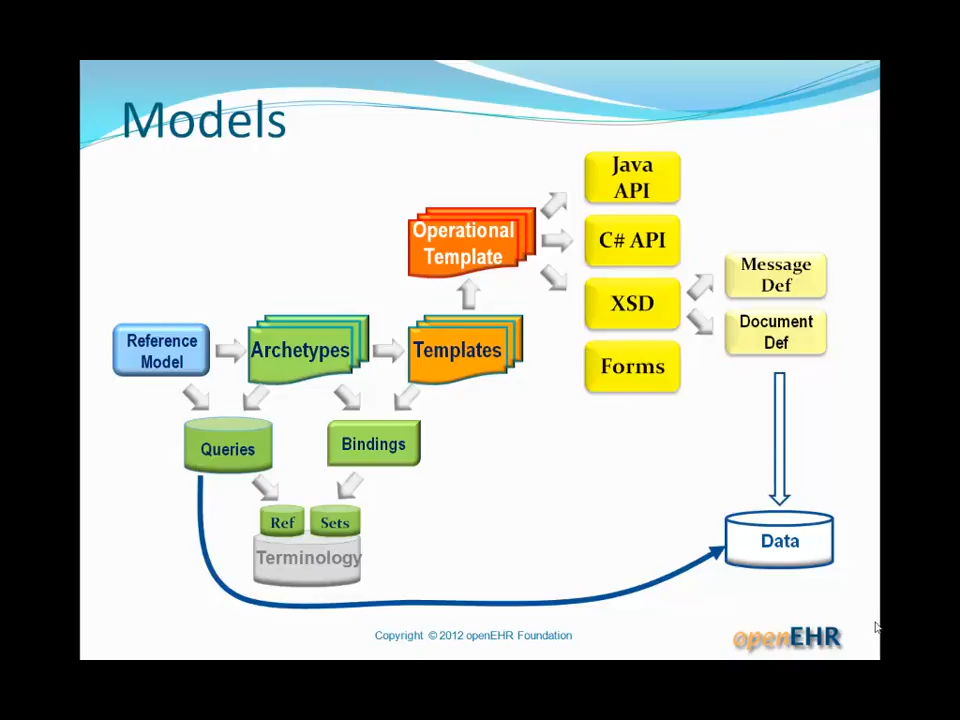 Models
Java
API
Operational
Template
C# API
Message
Def
XSD
Document
Def
Reference
Model
Archetypes
Templates
Forms
Queries
Bindings
Ref
Sets
Terminology
Data
Copyright © 2012 openEHR Foundation
openEHR